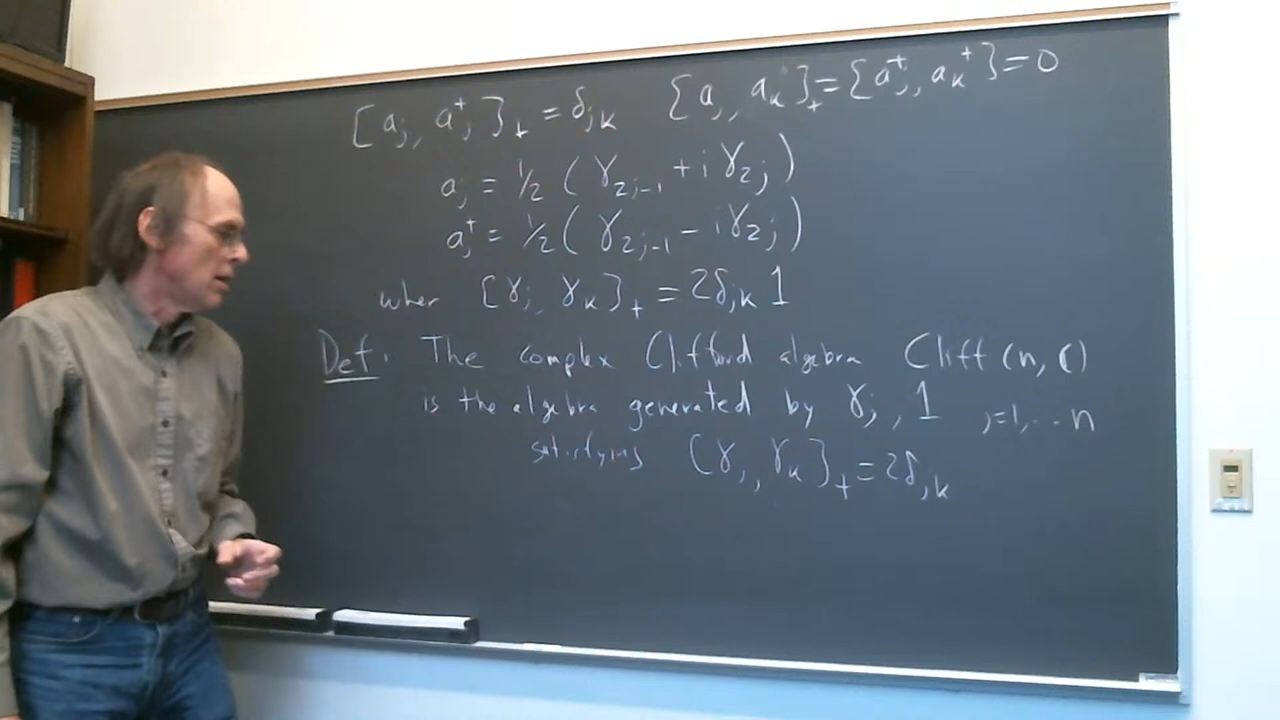 [a_j, a_j^+]_+ = δ_jk [a_j, a_k]_+ = [a_j^+, a_k^+] = 0
a_j = 1/2 (γ_2j-1 + i γ_2j)
a_j^+ = 1/2 (γ_2j-1 - i γ_2j)
wher [γ_j, γ_k]_+ = 2δ_jk 1
Def. The complex Clifford algebra Cliff(n, C)
is the algebra generated by γ_j, 1 j=1, ... n
satisfying [γ_j, γ_k]_+ = 2δ_jk